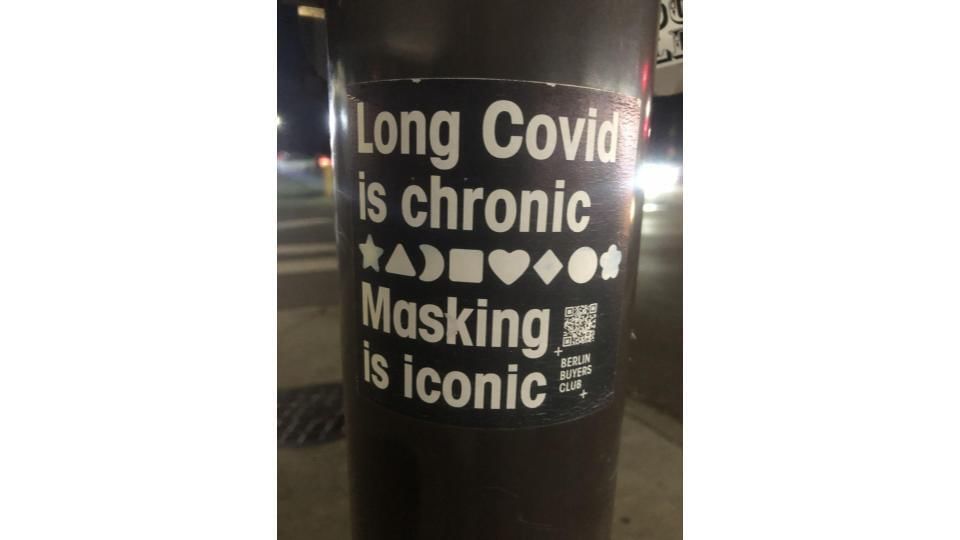 Long Covid
is chronic
Masking
is iconic
BERLIN
BUYERS
CLUB